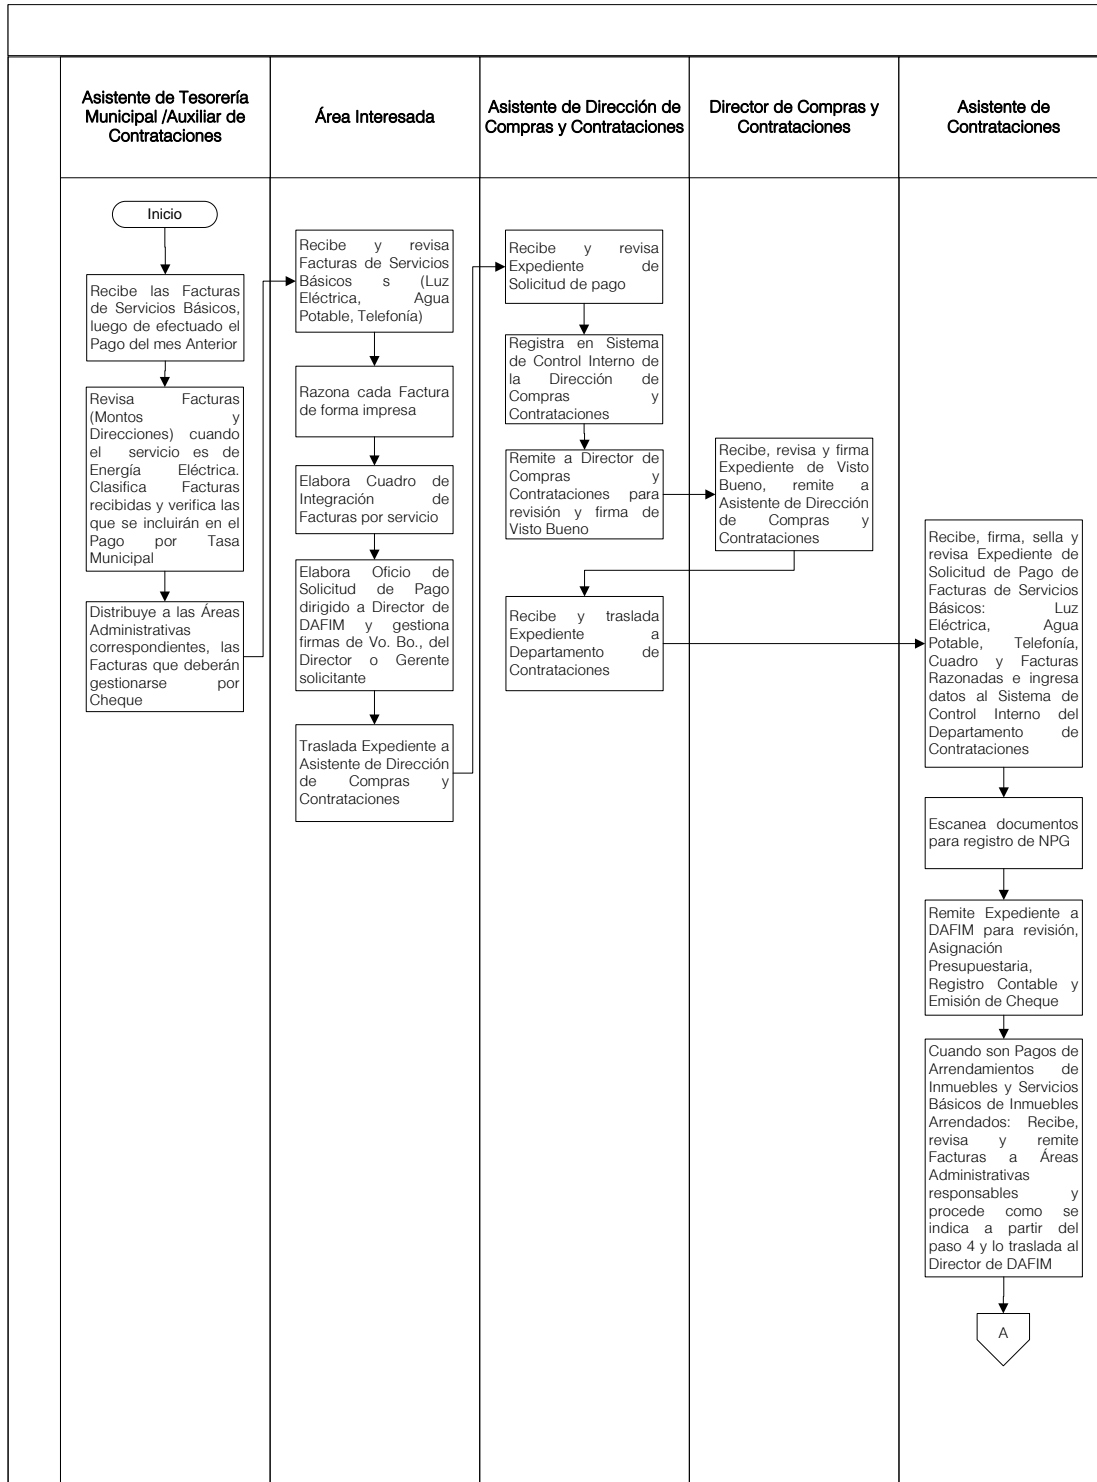 Asistente de Tesorería
Municipal /Auxiliar de
Contrataciones
Área Interesada
Asistente de Dirección de
Compras y Contrataciones
Director de Compras y
Contrataciones
Asistente de
Contrataciones
Inicio
Recibe las Facturas
de Servicios Básicos,
luego de efectuado el
Pago del mes Anterior
Revisa Facturas
(Montos y
Direcciones) cuando
el servicio es de
Energía Eléctrica.
Clasifica Facturas
recibidas y verifica las
que se incluirán en el
Pago por Tasa
Municipal
Distribuye a las Áreas
Administrativas
correspondientes, las
Facturas que deberán
gestionarse por
Cheque
Recibe y revisa
Facturas de Servicios
Básicos s (Luz
Eléctrica, Agua
Potable, Telefonía)
Razona cada Factura
de forma impresa
Elabora Cuadro de
Integración de
Facturas por servicio
Elabora Oficio de
Solicitud de Pago
dirigido a Director de
DAFIM y gestiona
firmas de Vo. Bo., del
Director o Gerente
solicitante
Traslada Expediente a
Asistente de Dirección
de Compras y
Contrataciones
Recibe y revisa
Expediente de
Solicitud de pago
Registra en Sistema
de Control Interno de
la Dirección de
Compras y
Contrataciones
Remite a Director de
Compras y
Contrataciones para
revisión y firma de
Visto Bueno
Recibe, revisa y firma
Expediente de Visto
Bueno, remite a
Asistente de Dirección
de Compras y
Contrataciones
Recibe y traslada
Expediente a
Departamento de
Contrataciones
Recibe, firma, sella y
revisa Expediente de
Solicitud de Pago de
Facturas de Servicios
Básicos: Luz
Eléctrica, Agua
Potable, Telefonía,
Cuadro y Facturas
Razonadas e ingresa
datos al Sistema de
Control Interno del
Departamento de
Contrataciones
Escanea documentos
para registro de NPG
Remite Expediente a
DAFIM para revisión,
Asignación
Presupuestaria,
Registro Contable y
Emisión de Cheque
Cuando son Pagos de
Arrendamientos de
Inmuebles y Servicios
Básicos de Inmuebles
Arrendados: Recibe,
revisa y remite
Facturas a Áreas
Administrativas
responsables y
procede como se
indica a partir del
paso 4 y lo traslada al
Director de DAFIM
A